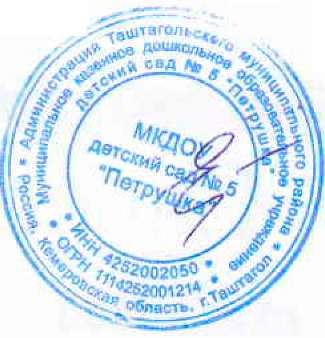 Администрация Таштагольского муниципального района
* Россия, Кемеровская область, г.Таштагол *
Муниципальное казенное дошкольное образовательное учреждение
детский сад № 5 "Петрушка"
* ИНН 4252002050 *
* ОГРН 1114252001214 *
МКДОУ
детский сад № 5
"Петрушка"